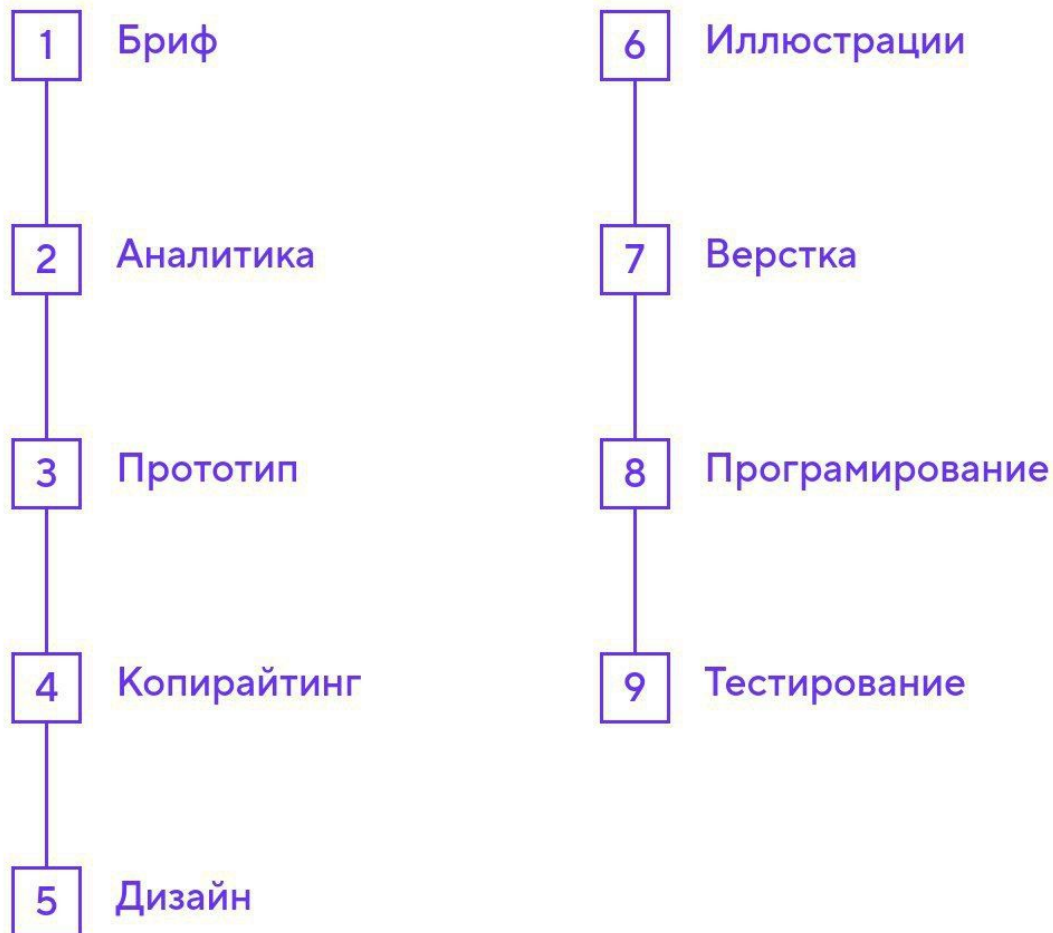 1 Бриф
2 Аналитика
3 Прототип
4 Копирайтинг
5 Дизайн
6 Иллюстрации
7 Верстка
8 Програмирование
9 Тестирование